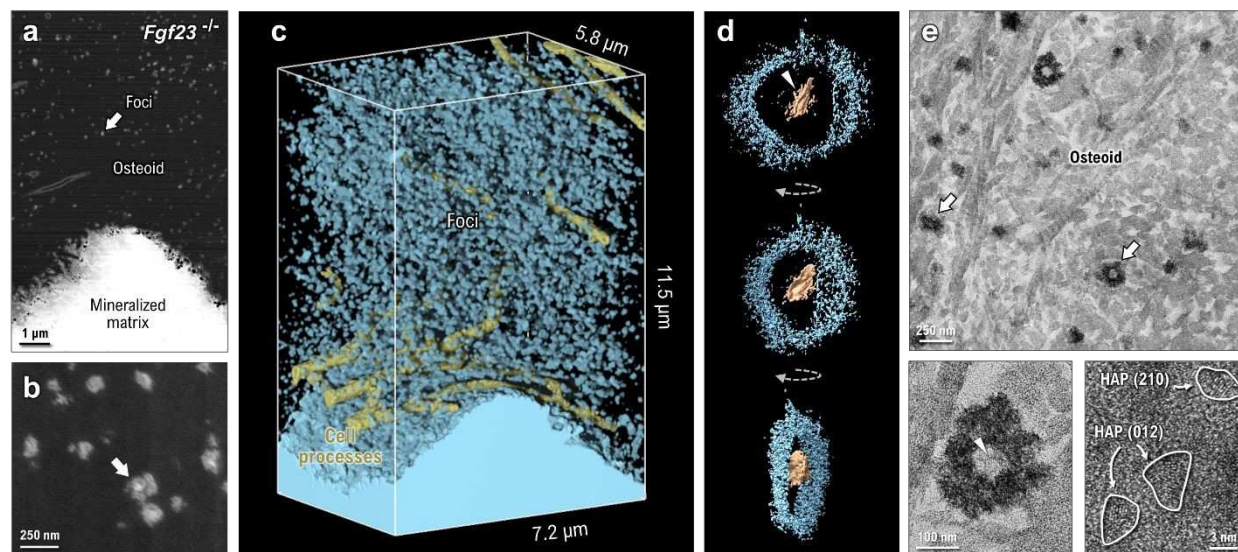 a
Fgf23 -/-
Foci
Osteoid
Mineralized
matrix
1 µm
b
250 nm
c
5.8 µm
Foci
11.5 µm
Cell
processes
7.2 µm
d
e
Osteoid
250 nm
100 nm
HAP (210)
HAP (012)
3 nm